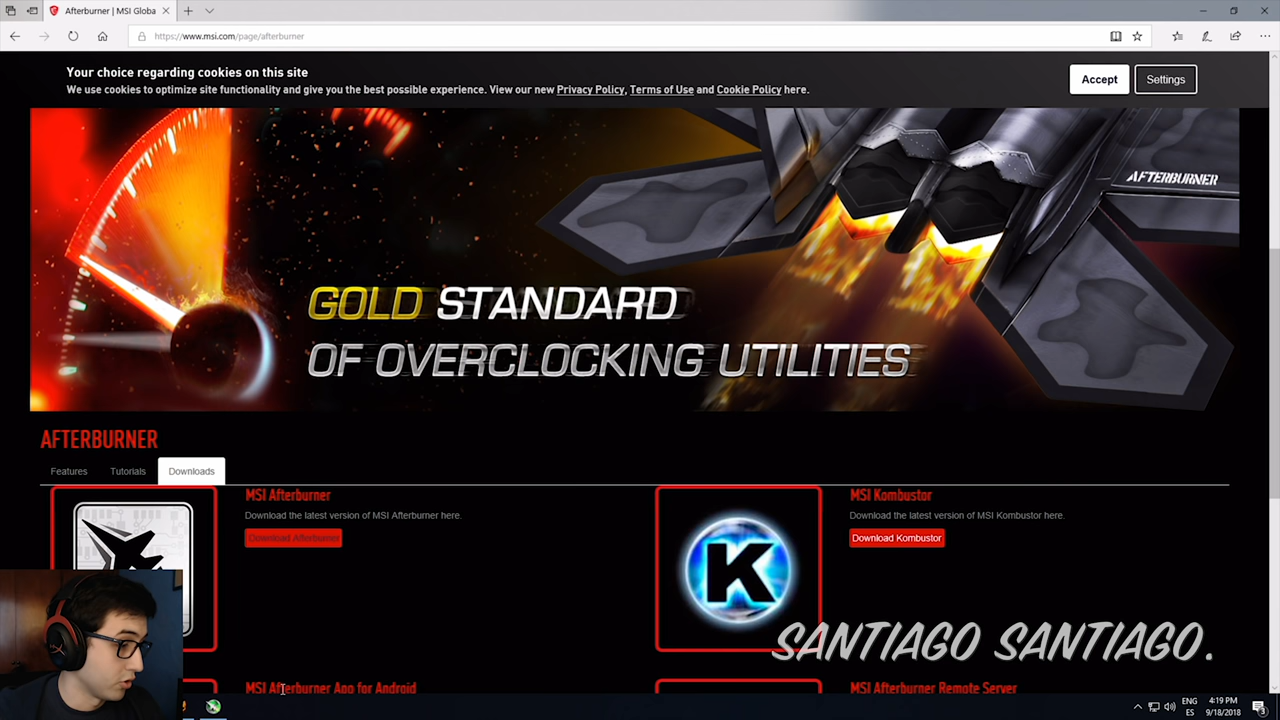 Afterburner | MSI Globa
https://www.msi.com/page/afterburner
Your choice regarding cookies on this site
We use cookies to optimize site functionality and give you the best possible experience. View our new Privacy Policy, Terms of Use and Cookie Policy here.
Accept
Settings
AFTERBURNER
GOLD STANDARD
OF OVERCLOCKING UTILITIES
AFTERBURNER
Features
Tutorials
Downloads
MSI Afterburner
Download the latest version of MSI Afterburner here.
Download Afterburner
MSI Kombustor
Download the latest version of MSI Kombustor here.
Download Kombustor
K
SANTIAGO SANTIAGO.
MSI Afterburner App for Android
MSI Afterburner Remote Server
ENG
ES
4:19 PM
9/18/2018
3